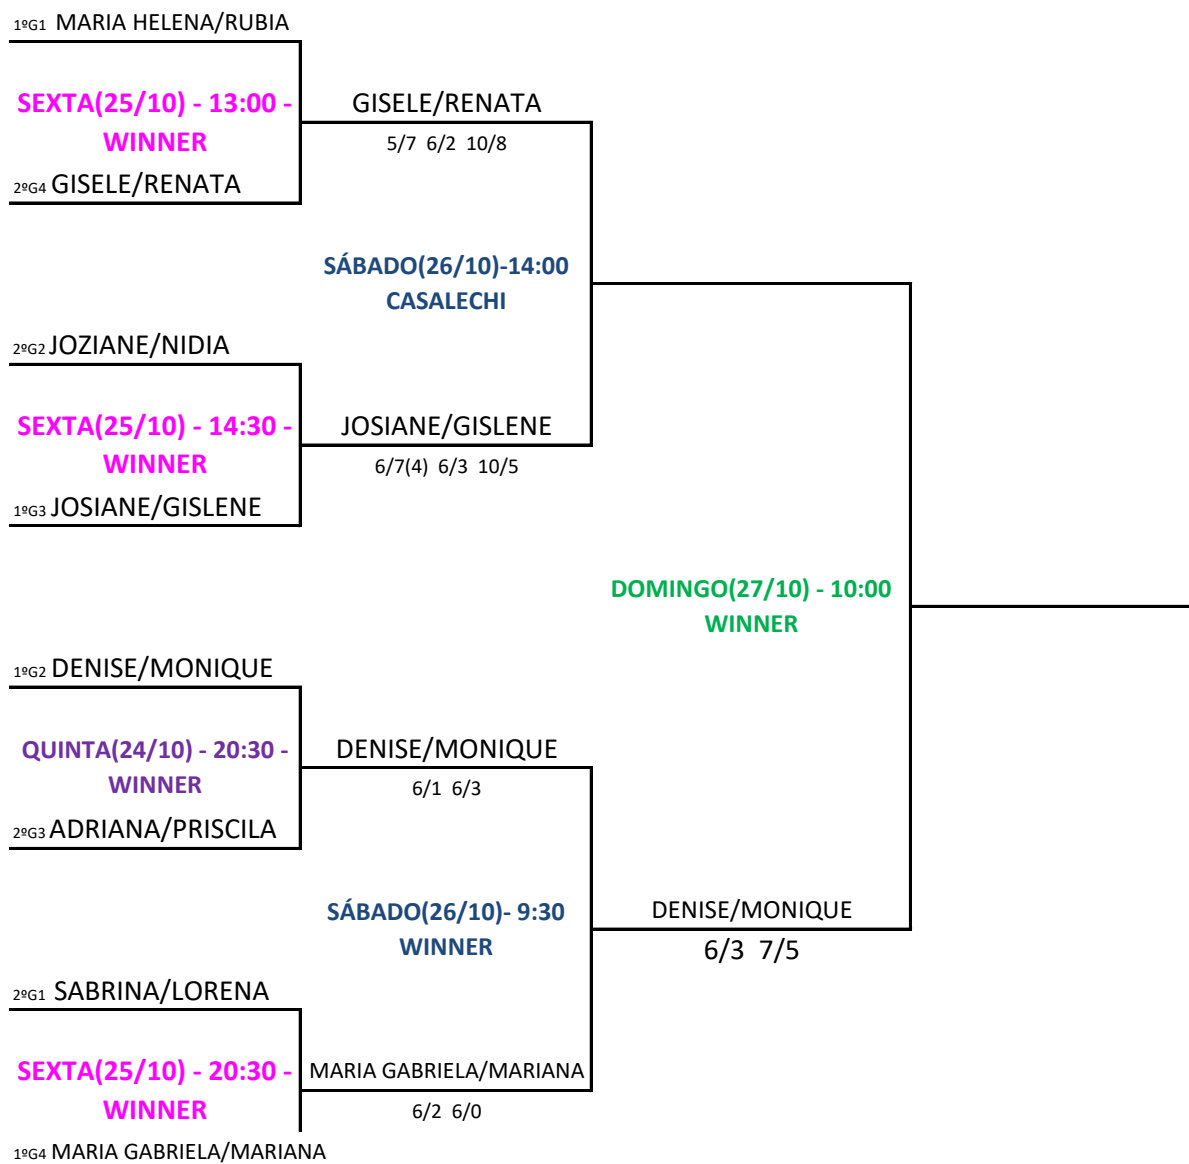 1ºG1 MARIA HELENA/RUBIA
SEXTA(25/10) - 13:00 -
WINNER
2ºG4 GISELE/RENATA
GISELE/RENATA
5/7 6/2 10/8
SÁBADO(26/10)-14:00
CASALECHI
2ºG2 JOZIANE/NIDIA
SEXTA(25/10) - 14:30 -
WINNER
1ºG3 JOSIANE/GISLENE
JOSIANE/GISLENE
6/7(4) 6/3 10/5
DOMINGO(27/10) - 10:00
WINNER
1ºG2 DENISE/MONIQUE
QUINTA(24/10) - 20:30 -
WINNER
2ºG3 ADRIANA/PRISCILA
DENISE/MONIQUE
6/1 6/3
SÁBADO(26/10)- 9:30
WINNER
DENISE/MONIQUE
6/3 7/5
2ºG1 SABRINA/LORENA
SEXTA(25/10) - 20:30 -
WINNER
1ºG4 MARIA GABRIELA/MARIANA
MARIA GABRIELA/MARIANA
6/2 6/0